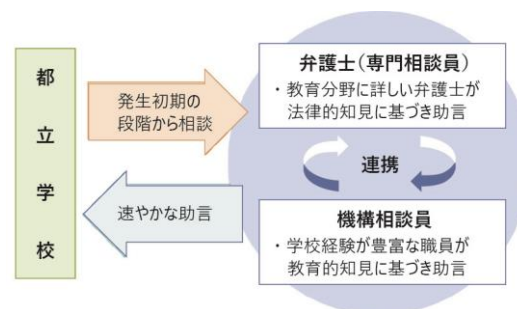 都立学校
発生初期の
段階から相談
速やかな助言
弁護士（専門相談員）
・教育分野に詳しい弁護士が
法律的知見に基づき助言
連携
機構相談員
・学校経験が豊富な職員が
教育的知見に基づき助言